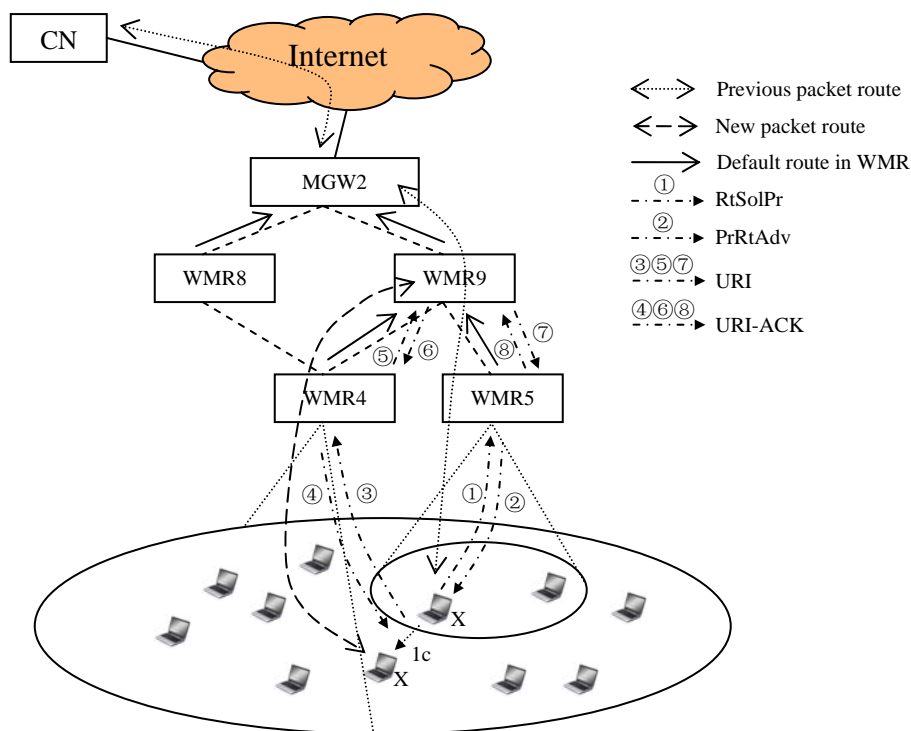 CN
Internet
MGW2
WMR8
WMR9
WMR4
WMR5
⑤
⑥
⑧
⑦
④
③
①
②
X
1c
X
Previous packet route
New packet route
Default route in WMR
①
RtSolPr
②
PrRtAdv
③⑤⑦
URI
④⑥⑧
URI-ACK